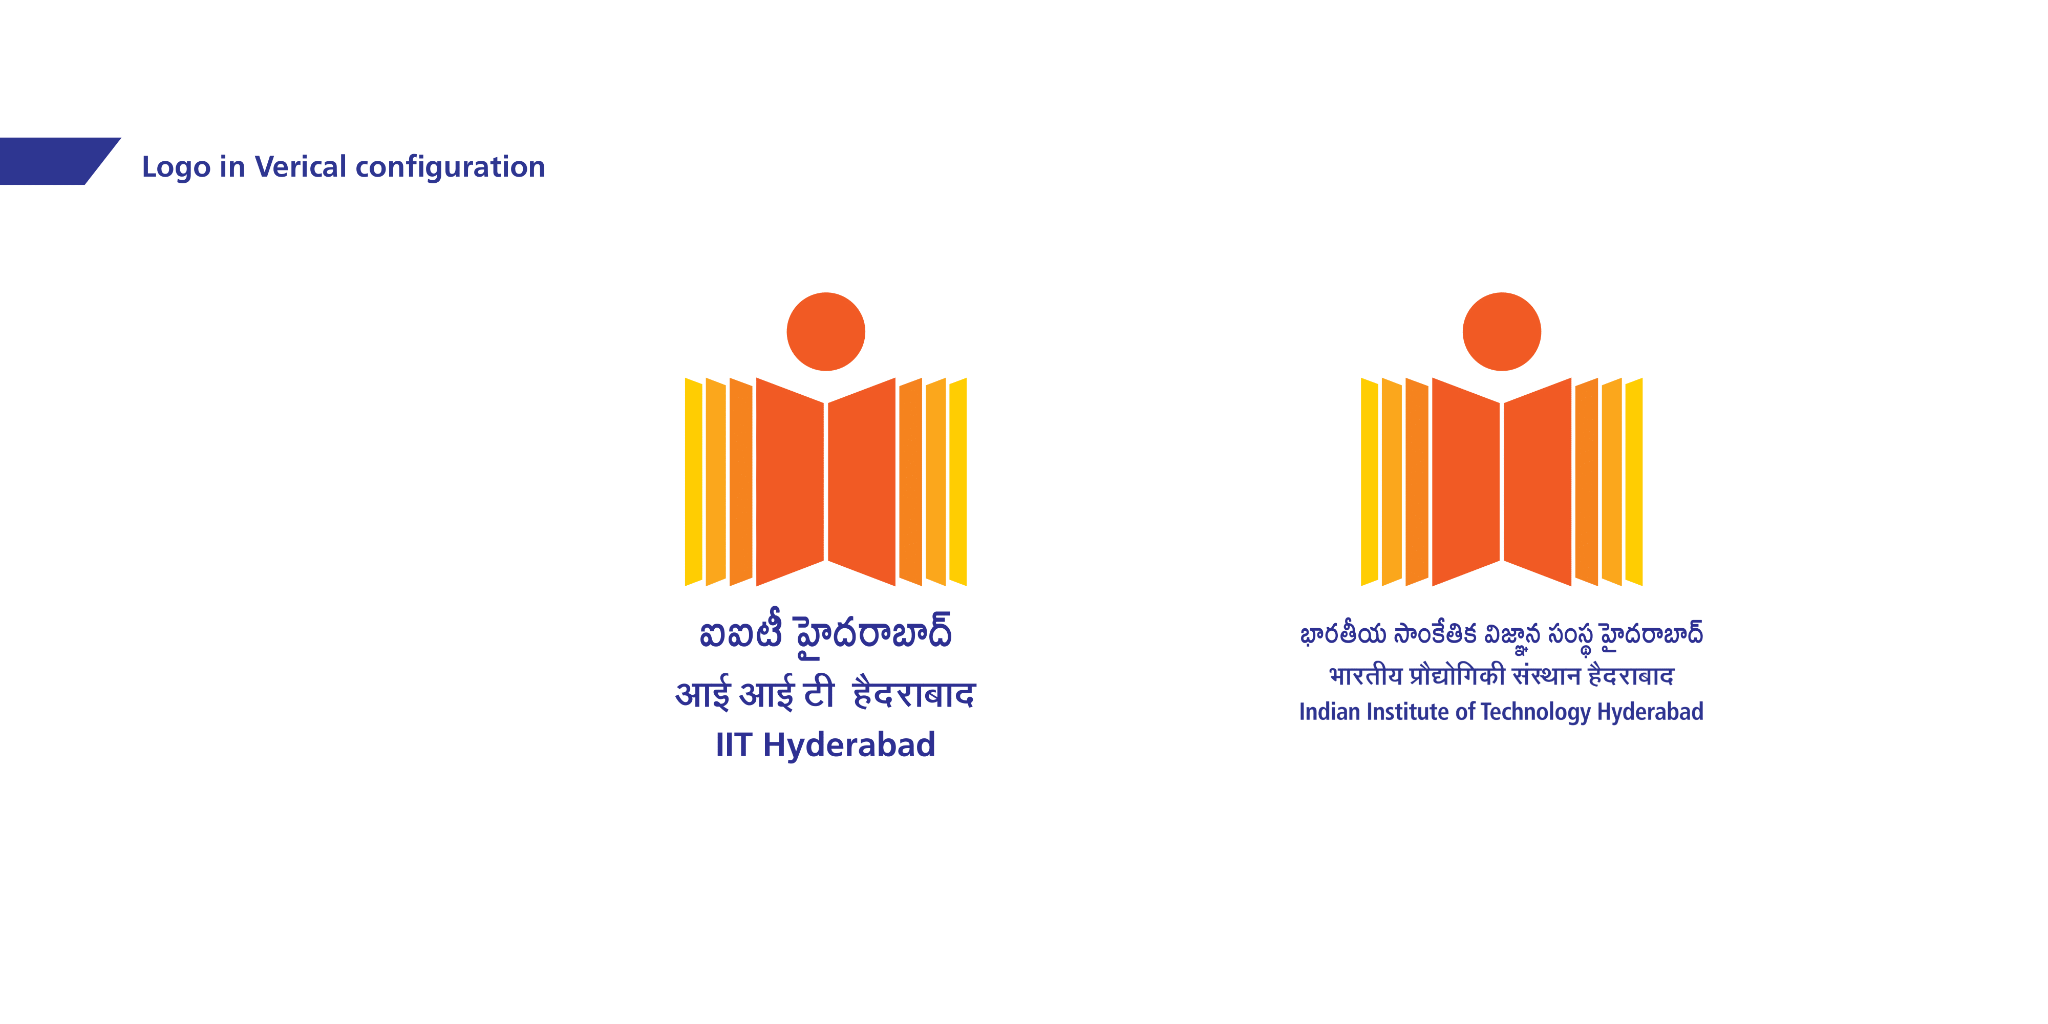 Logo in Verical configuration
ఐఐటీ హైదరాబాద్
आई आई टी हैदराबाद
IIT Hyderabad
భారతీయ సాంకేతిక విజ్ఞాన సంస్థ హైదరాబాద్
भारतीय प्रौद्योगिकी संस्थान हैदराबाद
Indian Institute of Technology Hyderabad